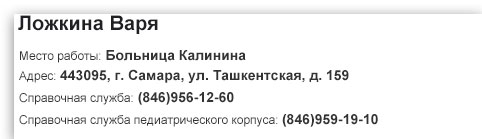 Ложкина Варя
Место работы: Больница Калинина
Адрес: 443095, г. Самара, ул. Ташкентская, д. 159
Справочная служба: (846)956-12-60
Справочная служба педиатрического корпуса: (846)959-19-10